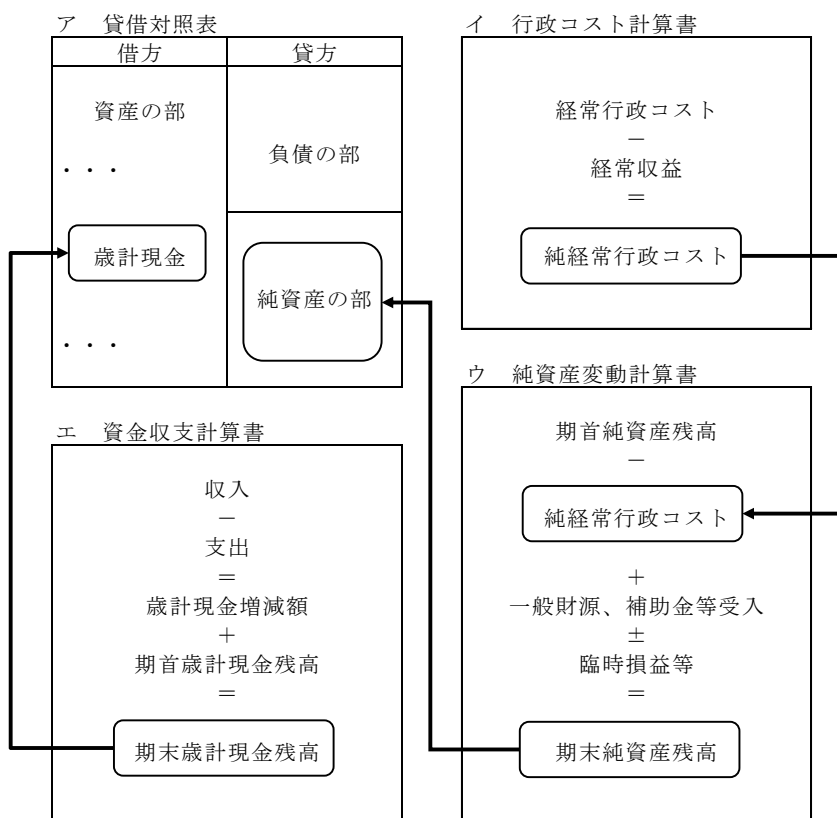 ア 貸借対照表
借方 貸方
資産の部
負債の部
・・・
歳計現金
純資産の部
・・・
イ 行政コスト計算書
経常行政コスト
－
経常収益
＝
純経常行政コスト
ウ 純資産変動計算書
期首純資産残高
－
純経常行政コスト
＋
一般財源、補助金等受入
±
臨時損益等
＝
期末純資産残高
エ 資金収支計算書
収入
－
支出
＝
歳計現金増減額
＋
期首歳計現金残高
＝
期末歳計現金残高